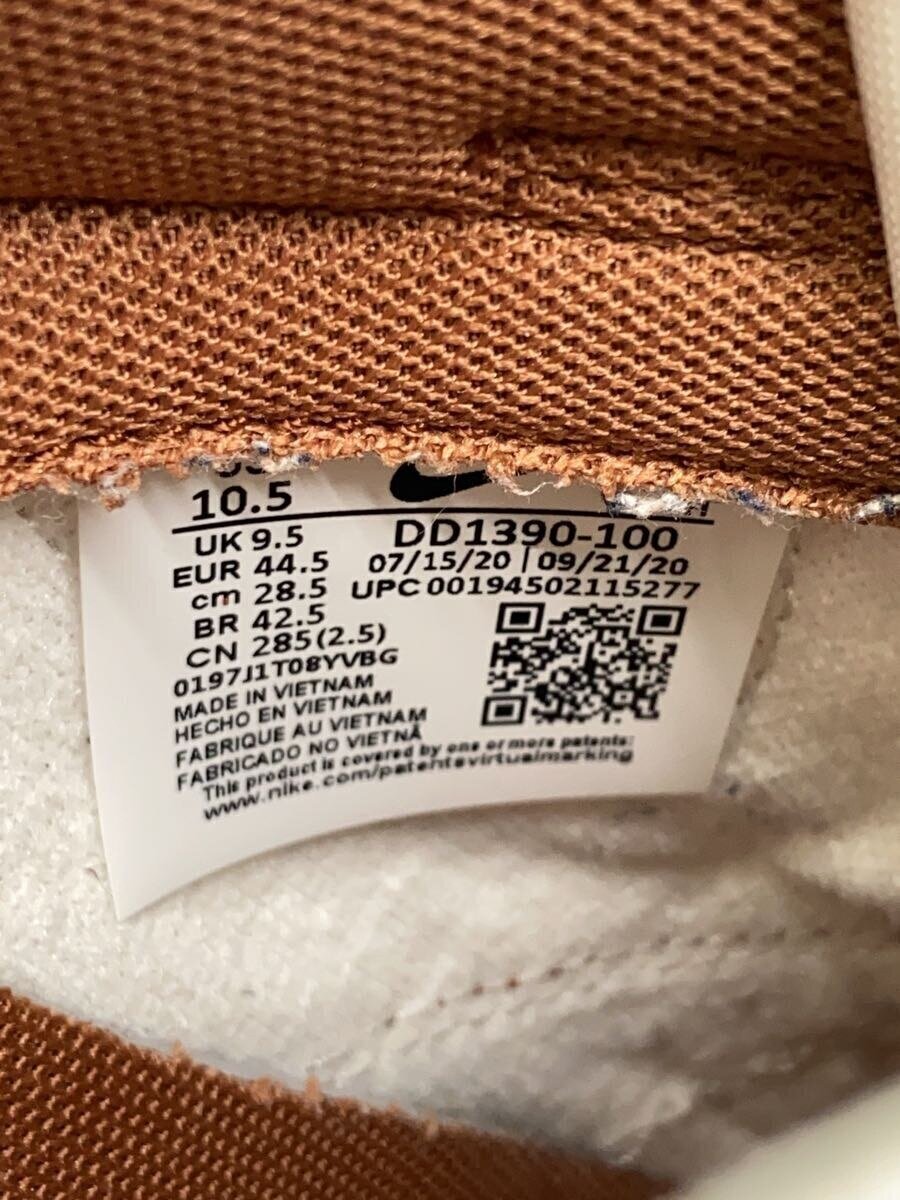 10.5
UK 9.5
EUR 44.5
cm 28.5
BR 42.5
CN 285(2.5)
0197J1T08YVBG
MADE IN VIETNAM
HECHO EN VIETNAM
FABRIQUE AU VIETNAM
FABRICADO NO VIETNÃ
This product is covered by one or more patents:
www.nike.com/patentsvirtualmarking
DD1390-100
07/15/20 | 09/21/20
UPC 00194502115277